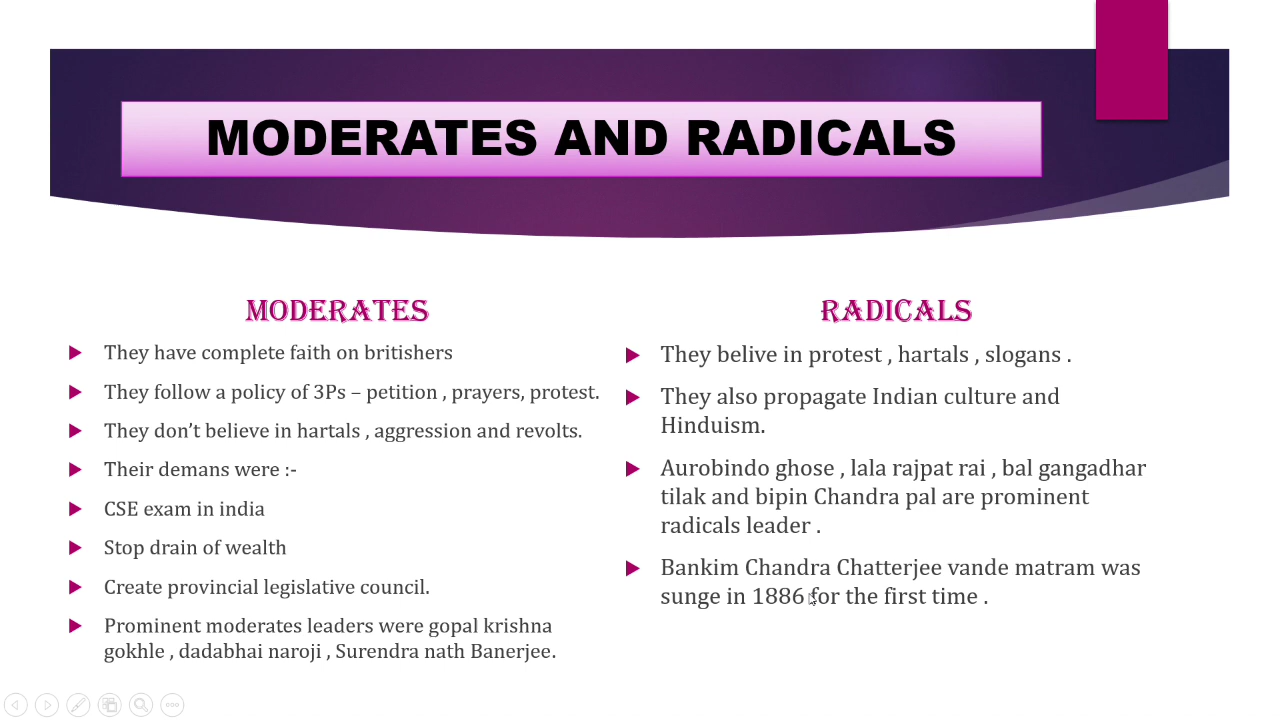 MODERATES AND RADICALS
MODERATES
They have complete faith on britishers
They follow a policy of 3Ps – petition , prayers, protest.
They don’t believe in hartals , aggression and revolts.
Their demans were :-
CSE exam in india
Stop drain of wealth
Create provincial legislative council.
Prominent moderates leaders were gopal krishna
gokhle , dadabhai naroji , Surendra nath Banerjee.
RADICALS
They belive in protest , hartals , slogans .
They also propagate Indian culture and
Hinduism.
Aurobindo ghose , lala rajpat rai , bal gangadhar
tilak and bipin Chandra pal are prominent
radicals leader .
Bankim Chandra Chatterjee vande matram was
sunge in 1886 for the first time .